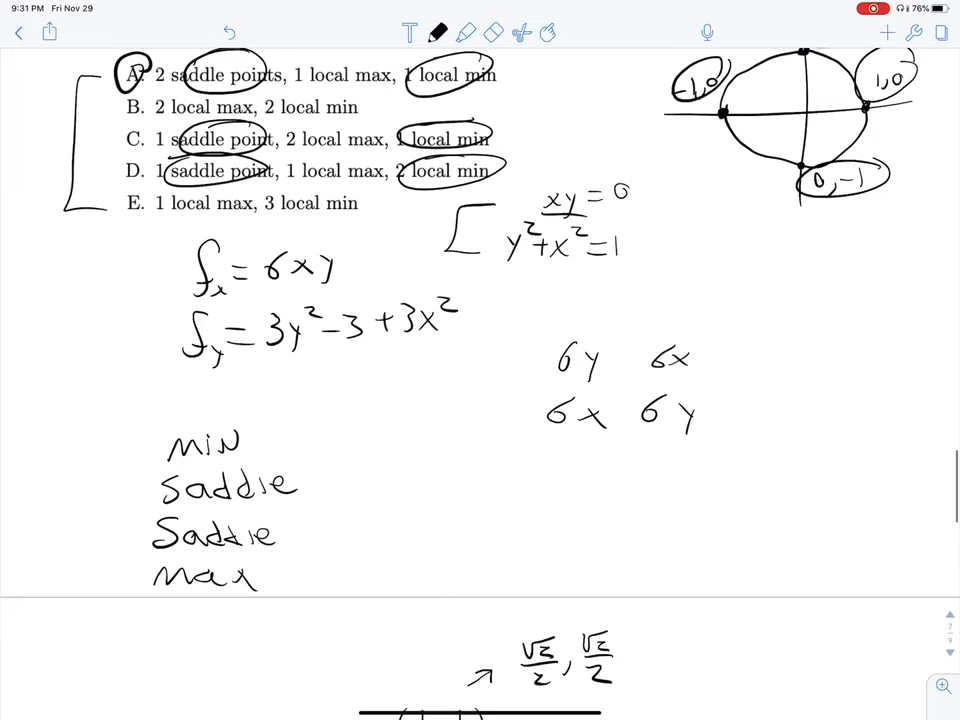 9:31 PM Fri Nov 29
76%
A. 2 saddle points, 1 local max, 1 local min
B. 2 local max, 2 local min
C. 1 saddle point, 2 local max, 1 local min
D. 1 saddle point, 1 local max, 2 local min
E. 1 local max, 3 local min
-1,0
1,0
0,-1
xy = 0
y² + x² = 1
fₓ = 6xy
f_y = 3y² - 3 + 3x²
6y 6x
6x 6y
MIN
Saddle
Saddle
Max
7
9
√2/2, √2/2